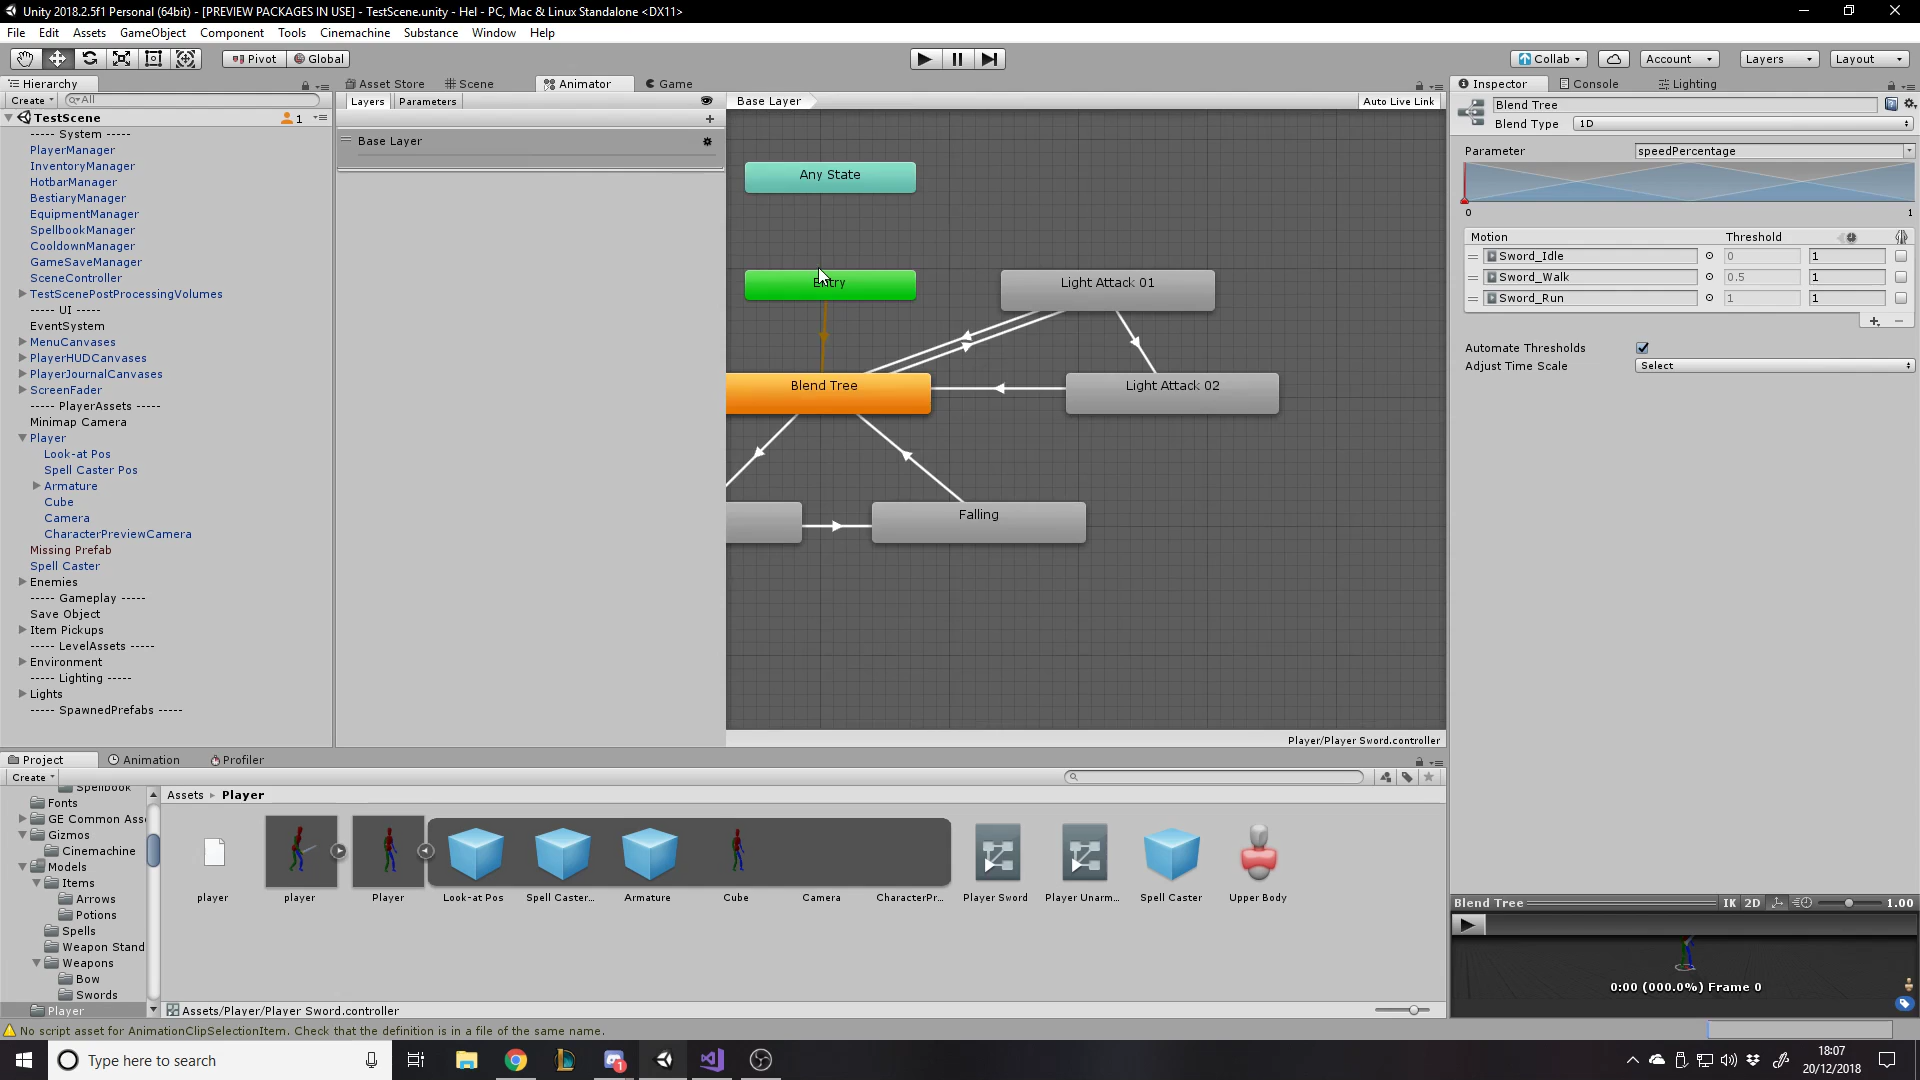 Unity 2018.2.5f1 Personal (64bit) - [PREVIEW PACKAGES IN USE] - TestScene.unity - Hel - PC, Mac & Linux Standalone <DX11>
File Edit Assets GameObject Component Tools Cinemachine Substance Window Help
Pivot Global Collab Account Layers Layout
Hierarchy
Create All
TestScene 1
----- System -----
PlayerManager
InventoryManager
HotbarManager
BestiaryManager
EquipmentManager
SpellbookManager
CooldownManager
GameSaveManager
SceneController
TestScenePostProcessingVolumes
----- UI -----
EventSystem
MenuCanvases
PlayerHUDCanvases
PlayerJournalCanvases
ScreenFader
----- PlayerAssets -----
Minimap Camera
Player
Look-at Pos
Spell Caster Pos
Armature
Cube
Camera
CharacterPreviewCamera
Missing Prefab
Spell Caster
Enemies
----- Gameplay -----
Save Object
Item Pickups
----- LevelAssets -----
Environment
----- Lighting -----
Lights
----- SpawnedPrefabs -----
Asset Store Scene Animator Game
Layers Parameters
Base Layer
Base Layer Auto Live Link
Any State
Entry
Light Attack 01
Blend Tree
Light Attack 02
Falling
Player/Player Sword.controller
Inspector Console Lighting
Blend Tree
Blend Type 1D
Parameter speedPercentage
0 1
Motion Threshold
Sword_Idle 0 1
Sword_Walk 0.5 1
Sword_Run 1 1
Automate Thresholds
Adjust Time Scale Select
Blend Tree IK 2D 1.00
0:00 (000.0%) Frame 0
Project Animation Profiler
Create
Spellbook
Fonts
GE Common Ass
Gizmos
Cinemachine
Models
Items
Arrows
Potions
Spells
Weapon Stand
Weapons
Bow
Swords
Player
Assets Player
player player Player Look-at Pos Spell Caster... Armature Cube Camera CharacterPr... Player Sword Player Unarm... Spell Caster Upper Body
Assets/Player/Player Sword.controller
No script asset for AnimationClipSelectionItem. Check that the definition is in a file of the same name.
Type here to search
18:07
20/12/2018